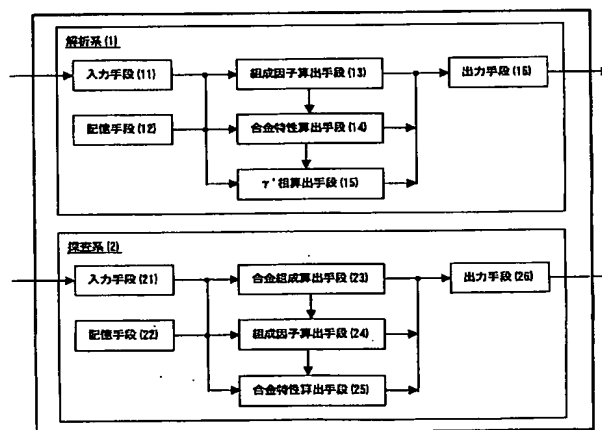 解析系(1)
入力手段(11)
組成因子算出手段(13)
出力手段(16)
記憶手段(12)
合金特性算出手段(14)
γ'相算出手段(15)
探査系(2)
入力手段(21)
合金組成算出手段(23)
出力手段(26)
記憶手段(22)
組成因子算出手段(24)
合金特性算出手段(25)